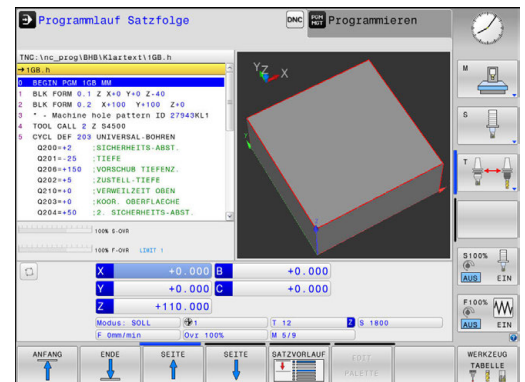 Programmlauf Satzfolge
DNC
PGM MGT
Programmieren
TNC:\nc_prog\BHB\Klartext\1GB.h
→1GB.h
0 BEGIN PGM 1GB MM
1 BLK FORM 0.1 Z X+0 Y+0 Z-40
2 BLK FORM 0.2 X+100 Y+100 Z+0
3 * - Machine hole pattern ID 27943KL1
4 TOOL CALL 2 Z S4500
5 CYCL DEF 203 UNIVERSAL-BOHREN
Q200=+2 ;SICHERHEITS-ABST.
Q201=-25 ;TIEFE
Q206=+150 ;VORSCHUB TIEFENZ.
Q202=+5 ;ZUSTELL-TIEFE
Q210=+0 ;VERWEILZEIT OBEN
Q203=+0 ;KOOR. OBERFLAECHE
Q204=+50 ;2. SICHERHEITS-ABST.
Y Z X
100% S-OVR
100% F-OVR LIMIT 1
X +0.000 B +0.000
Y +0.000 C +0.000
Z +110.000
Modus: SOLL 1 T 12 Z S 1800
F 0mm/min Ovr 100% M 5/9
M
S
T
S100%
AUS EIN
F100%
AUS EIN
ANFANG
ENDE
SEITE
SEITE
SATZVORLAUF
EDIT PALETTE
WERKZEUG TABELLE